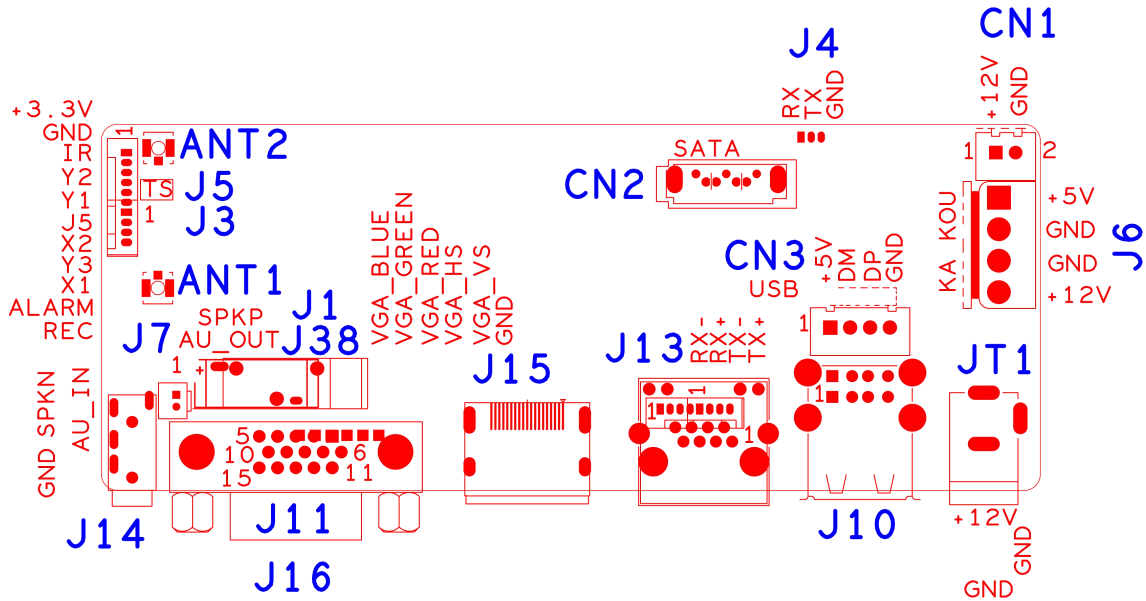 CN1
J4
+12V
GND
RX
TX
GND
+3.3V
GND
IR
Y2
Y1
J5
X2
Y3
X1
ALARM
REC
1
ANT2
TS
J5
1
J3
ANT1
SATA
CN2
1
2
KA KOU
+5V
GND
GND
+12V
J6
CN3
USB
+5V
DM
DP
GND
1
VGA_BLUE
VGA_GREEN
VGA_RED
VGA_HS
VGA_VS
GND
J1
SPKP
AU_OUT
J7
J38
1
+
J15
J13
RX-
RX+
TX-
TX+
JT1
GND SPKN
AU_IN
1
1
1
1
5
10
15
6
11
J14
J11
J16
J10
+12V
GND
GND